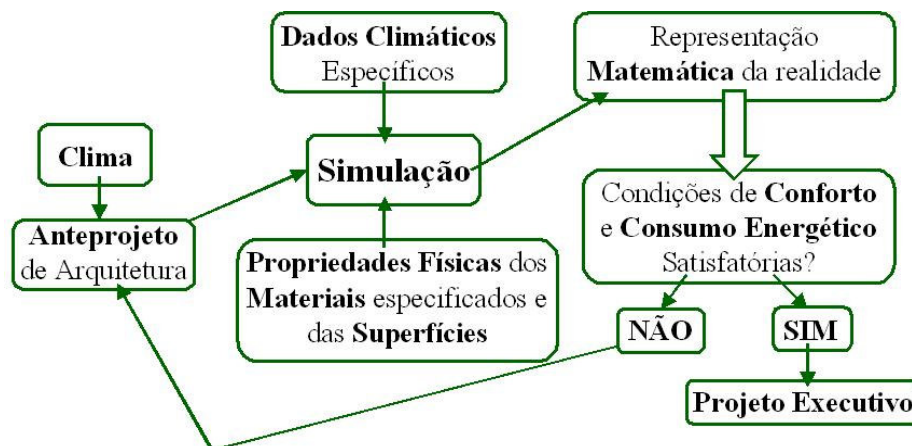 Dados Climáticos
Específicos
Representação
Matemática da realidade
Clima
Simulação
Anteprojeto
de Arquitetura
Propriedades Físicas dos
Materiais especificados e
das Superfícies
Condições de Conforto
e Consumo Energético
Satisfatórias?
NÃO
SIM
Projeto Executivo